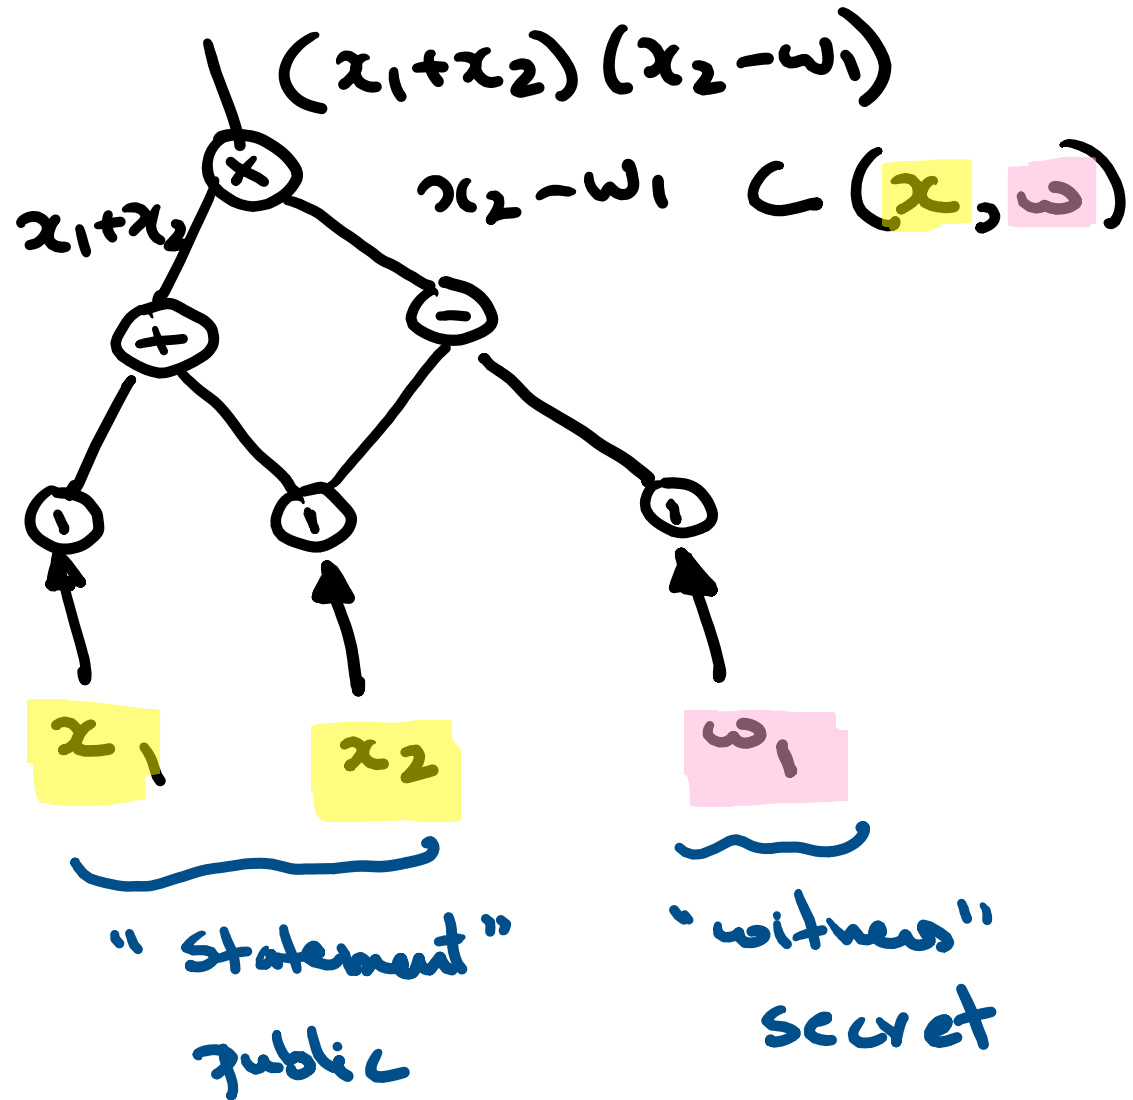 (x₁+x₂)(x₂-w₁)
×
x₁+x₂
x₂-w₁
C(x,w)
+
-
1 1 1
x₁ x₂ w₁
"statement" "witness"
public secret